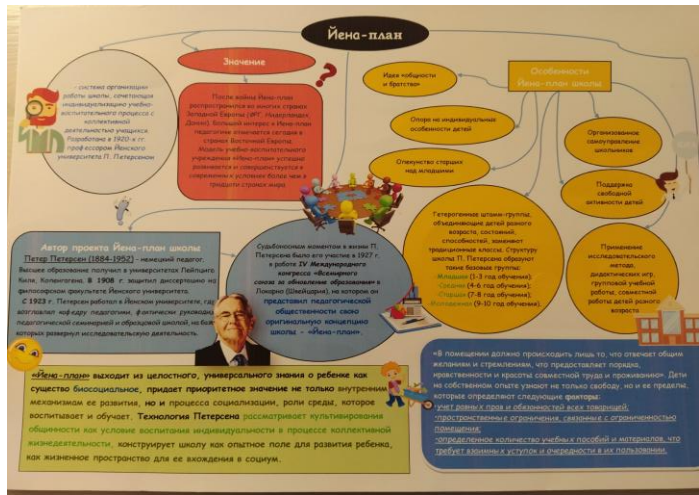 Йена-план
- система организации
работы школы, сочетающая
индивидуализацию учебно-
воспитательного процесса с
коллективной
деятельностью учащихся.
Разработана в 1920-х гг.
профессором Йенского
университета П. Петерсеном
Значение
После войны Йена-план
распространился во многих странах
Западной Европы (ФРГ, Нидерланды,
Дания). Большой интерес к Йена-план
педагогике отмечается сегодня в
странах Восточной Европы.
Модель учебно воспитательного
учреждения «Йена-план» успешно
развивается и совершенствуется в
современных условиях более чем в
тридцати странах мира.
Особенности
Йена-план школы
Идея «общности
и братства»
Опора на индивидуальные
особенности детей
Опекунство старших
над младшими
Организованное
самоуправление
школьников
Поддержка
свободной
активности детей
Применение
исследовательского
метода,
дидактических игр,
групповой учебной
работы, совместной
работы детей разного
возраста
Гетерогенные штамм-группы,
объединяющие детей разного
возраста, состояний,
способностей, заменяют
традиционные классы. Структуру
школы П. Петерсена образуют
такие базовые группы:
Младшая (1-3 год обучения);
Средняя (4-6 год обучения);
Старшая (7-8 год обучения);
Молодежная (9-10 год обучения).
Автор проекта Йена-план школы
Петер Петерсен (1884-1952) - немецкий педагог.
Высшее образование получил в университетах Лейпцига
Киля, Копенгагена. В 1908 г. защитил диссертацию на
философском факультете Йенского университета.
С 1923 г. Петерсен работал в Йенском университете, где
возглавлял кафедру педагогики, фактически руководил
педагогической семинарией и образцовой школой, на базе
которых развернул исследовательскую деятельность.
Судьбоносным моментом в жизни П.
Петерсена было его участие в 1927 г.
в работе IV Международного
конгресса «Всемирного
союза за обновление образования» в
Локарно (Швейцария), на котором он
представил педагогической
общественности свою
оригинальную концепцию
школы - «Йена-план».
«Йена-план» выходит из целостного, универсального знания о ребенке как
существо биосоциальное, придает приоритетное значение не только внутренним
механизмам ее развития, но и процесса социализации, роли среды, которое
воспитывает и обучает. Технология Петерсена рассматривает культивирования
общинности как условие воспитания индивидуальности в процессе коллективной
жизнедеятельности, конструирует школу как опытное поле для развития ребенка,
как жизненное пространство для ее вхождения в социум.
«В помещении должно происходить лишь то, что отвечает общим
желаниям и стремлениям, что предоставляет порядка,
нравственности и красоты совместной труда и проживанию». Дети
на собственном опыте узнают не только свободу, но и ее пределы,
которые определяют следующие факторы:
-учет равных прав и обязанностей всех товарищей;
-пространственные ограничения, связанные с ограниченностью
помещения;
-определенное количество учебных пособий и материалов, что
требует взаимных уступок и очередности в их пользовании.